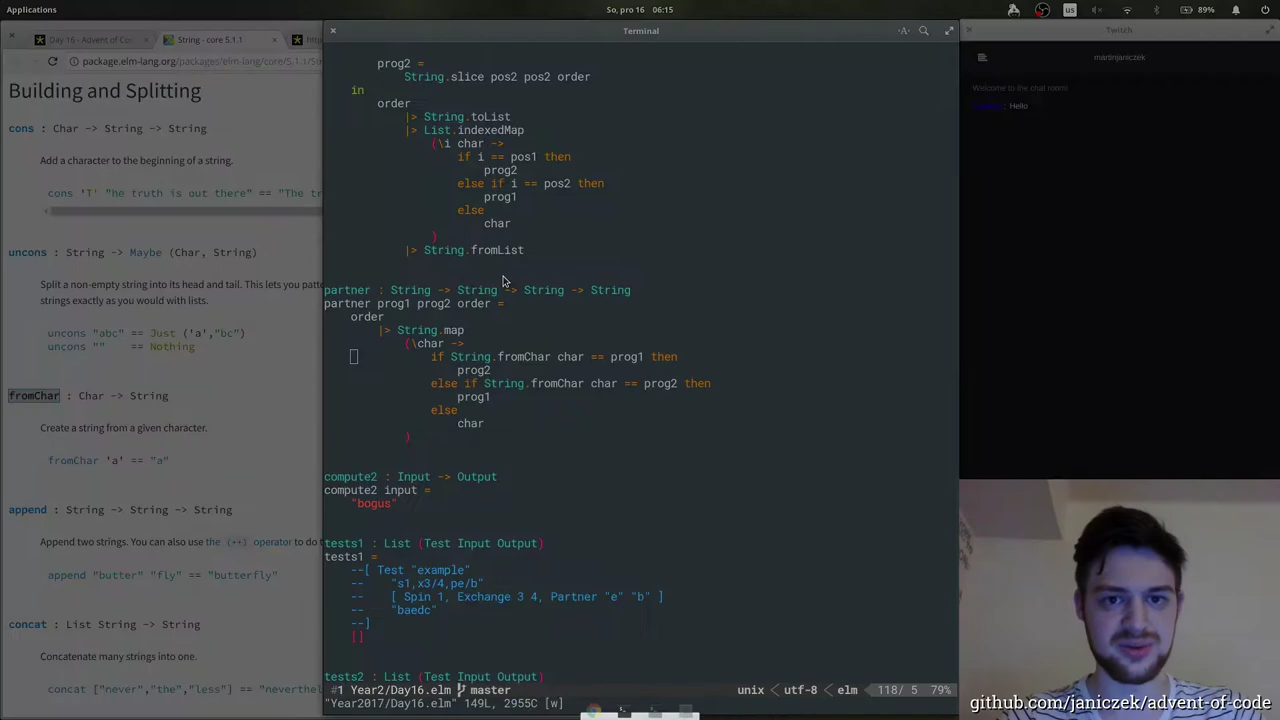 Applications
So, pro 16 06:15
us
89%
Day 16 - Advent of Co
String - core 5.1.1
package.elm-lang.org/packages/elm-lang/core/5.1.1/St
Building and Splitting
cons : Char -> String -> String
Add a character to the beginning of a string.
cons 'T' "he truth is out there" == "The tr
uncons : String -> Maybe (Char, String)
Split a non-empty string into its head and tail. This lets you patt
strings exactly as you would with lists.
uncons "abc" == Just ('a',"bc")
uncons "" == Nothing
fromChar : Char -> String
Create a string from a given character.
fromChar 'a' == "a"
append : String -> String -> String
Append two strings. You can also use the (++) operator to do t
append "butter" "fly" == "butterfly"
concat : List String -> String
Concatenate many strings into one.
concat ["never","the","less"] == "neverthe
Terminal
-A-
prog2 =
String.slice pos2 pos2 order
in
order
|> String.toList
|> List.indexedMap
(\i char ->
if i == pos1 then
prog2
else if i == pos2 then
prog1
else
char
)
|> String.fromList
partner : String -> String -> String -> String
partner prog1 prog2 order =
order
|> String.map
(\char ->
if String.fromChar char == prog1 then
prog2
else if String.fromChar char == prog2 then
prog1
else
char
)
compute2 : Input -> Output
compute2 input =
"bogus"
tests1 : List (Test Input Output)
tests1 =
--[ Test "example"
-- "s1,x3/4,pe/b"
-- [ Spin 1, Exchange 3 4, Partner "e" "b" ]
-- "baedc"
--]
[]
tests2 : List (Test Input Output)
#1 Year2/Day16.elm master unix utf-8 elm 118/ 5 79%
"Year2017/Day16.elm" 149L, 2955C [w]
Twitch
martinjaniczek
Welcome to the chat room!
: Hello
github.com/janiczek/advent-of-code